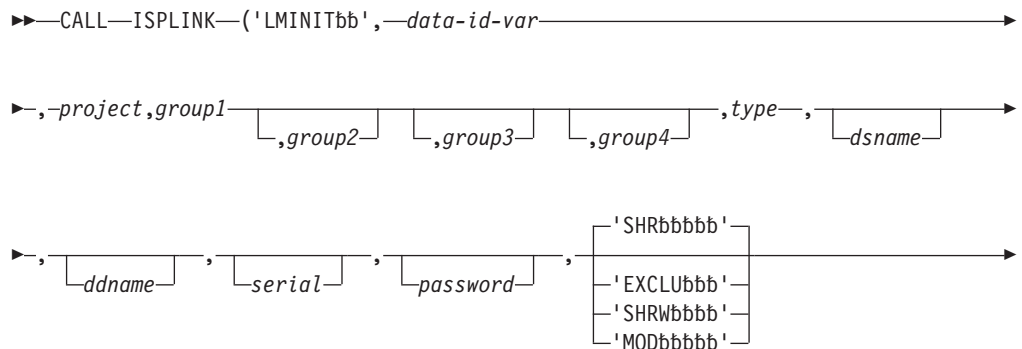 ►►—CALL—ISPLINK—('LMINITƀƀ',—data-id-var—►
►—,—project,group1—,type—,—►
,group2 ,group3 ,group4 dsname
►—,—,—,—,—'SHRƀƀƀƀƀ'—►
ddname serial password 'EXCLUƀƀƀ'
'SHRWƀƀƀƀ'
'MODƀƀƀƀƀ'